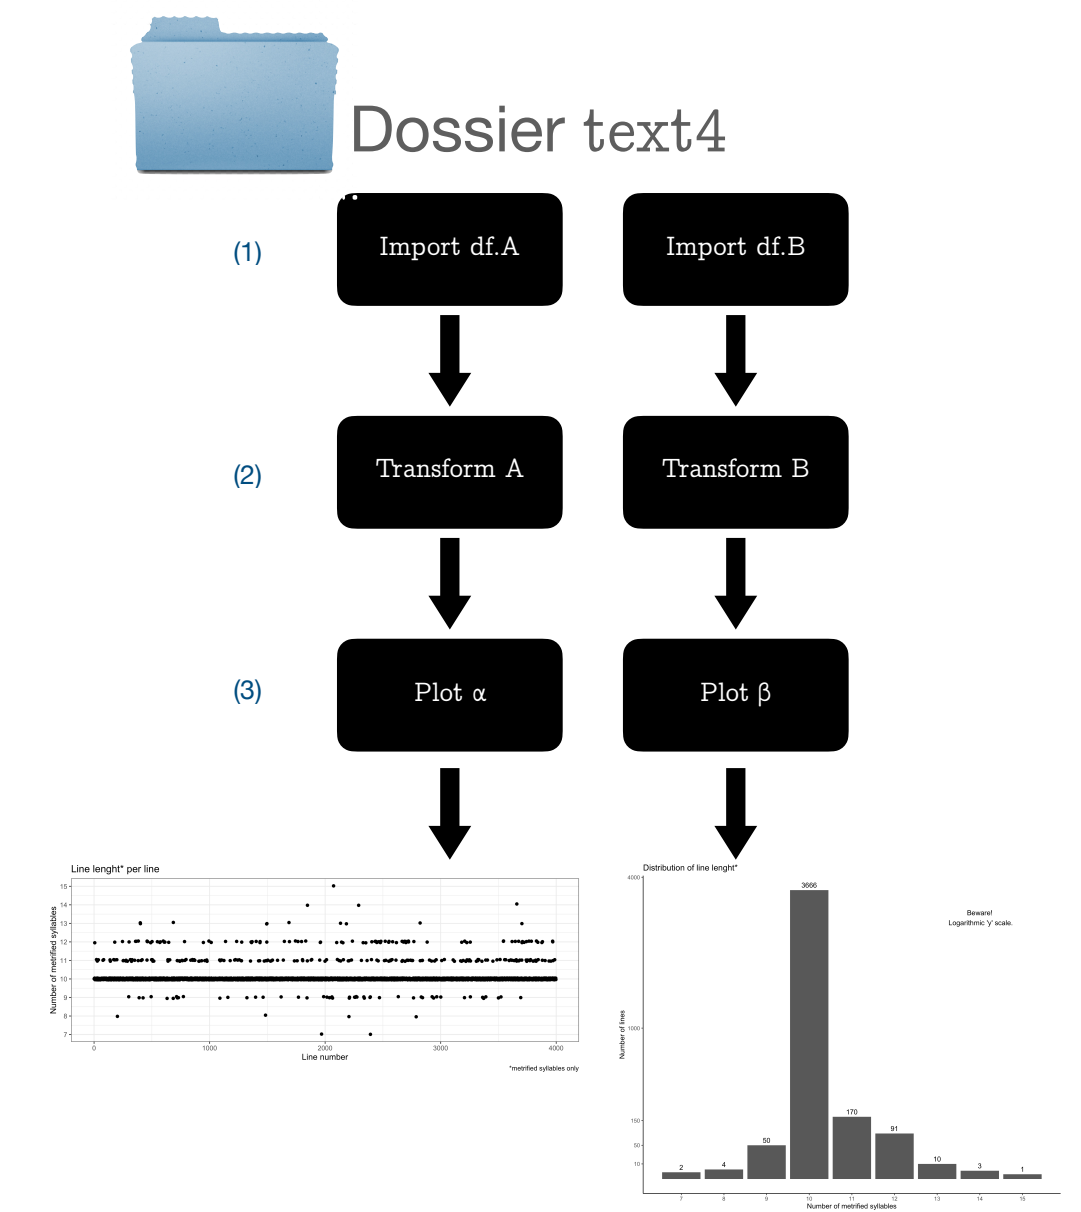 Dossier text4
(1)
Import df.A
Import df.B
(2)
Transform A
Transform B
(3)
Plot α
Plot β
Line lenght* per line
Number of metrified syllables
15
14
13
12
11
10
9
8
7
0
1000
2000
3000
4000
Line number
*metrified syllables only
Distribution of line lenght*
Beware!
Logarithmic 'y' scale.
Number of lines
4000
1000
150
50
10
2
4
50
3666
170
91
10
3
1
7
8
9
10
11
12
13
14
15
Number of metrified syllables